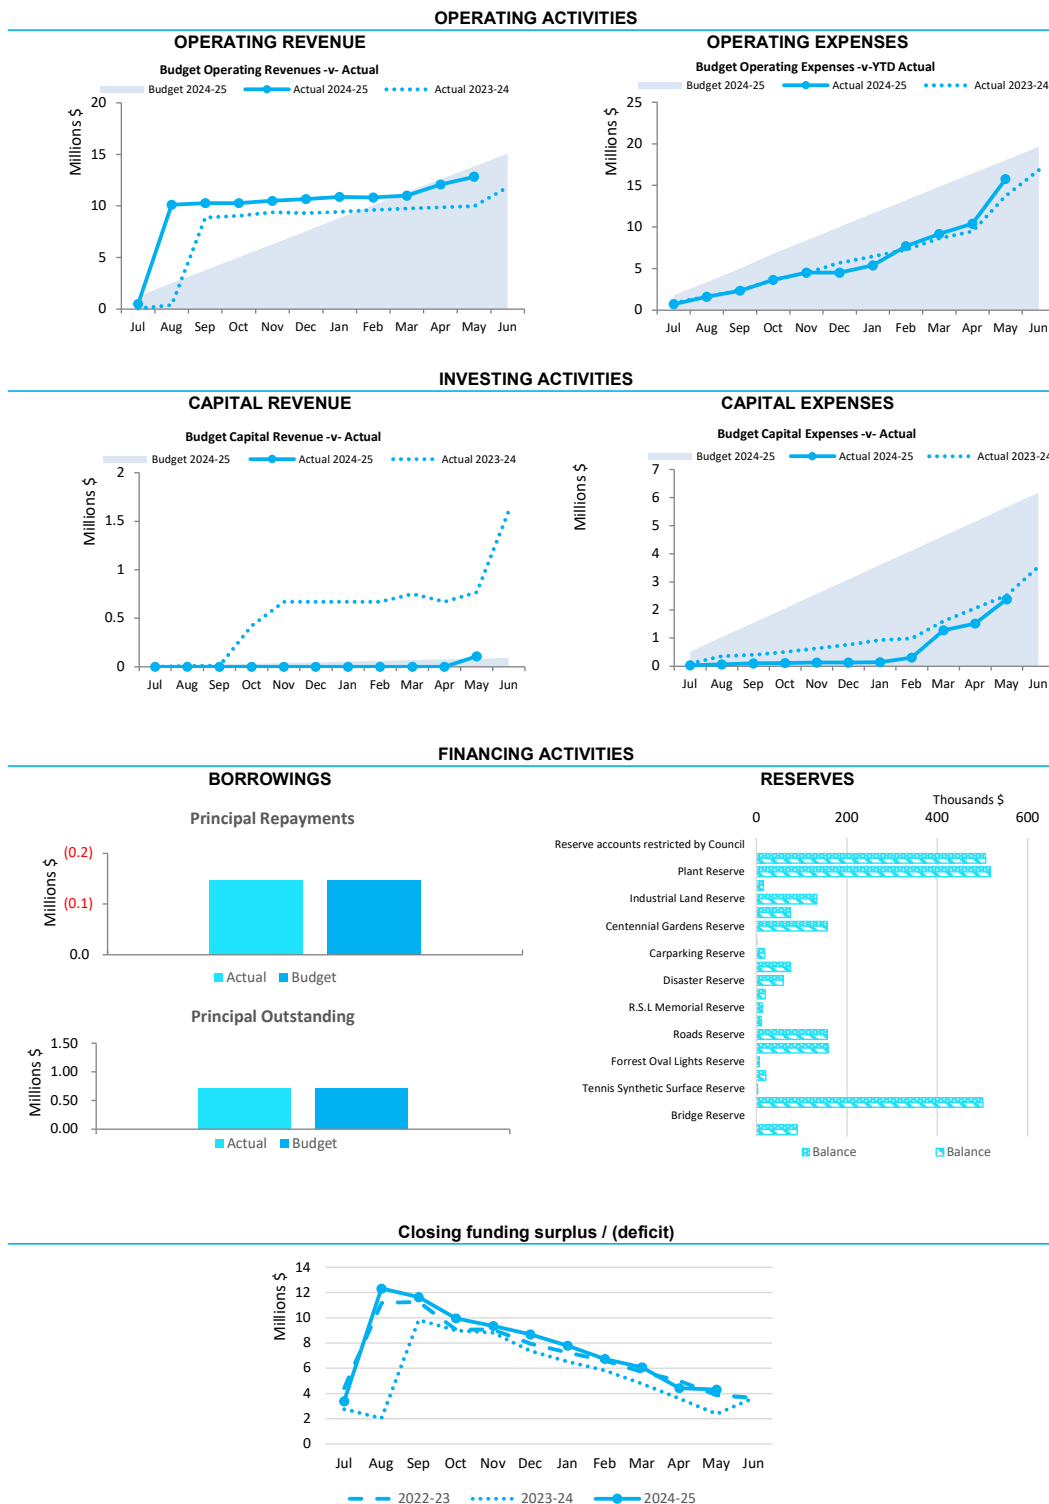 OPERATING ACTIVITIES
OPERATING REVENUE
Budget Operating Revenues -v- Actual
Budget 2024-25 Actual 2024-25 Actual 2023-24
Millions $
20
15
10
5
0
Jul Aug Sep Oct Nov Dec Jan Feb Mar Apr May Jun
OPERATING EXPENSES
Budget Operating Expenses -v-YTD Actual
Budget 2024-25 Actual 2024-25 Actual 2023-24
Millions $
25
20
15
10
5
0
Jul Aug Sep Oct Nov Dec Jan Feb Mar Apr May Jun
INVESTING ACTIVITIES
CAPITAL REVENUE
Budget Capital Revenue -v- Actual
Budget 2024-25 Actual 2024-25 Actual 2023-24
Millions $
2
1.5
1
0.5
0
Jul Aug Sep Oct Nov Dec Jan Feb Mar Apr May Jun
CAPITAL EXPENSES
Budget Capital Expenses -v- Actual
Budget 2024-25 Actual 2024-25 Actual 2023-24
Millions $
7
6
5
4
3
2
1
0
Jul Aug Sep Oct Nov Dec Jan Feb Mar Apr May Jun
FINANCING ACTIVITIES
BORROWINGS
Principal Repayments
Millions $
(0.2)
(0.1)
0.0
Actual Budget
Principal Outstanding
Millions $
1.50
1.00
0.50
0.00
Actual Budget
RESERVES
Thousands $
0 200 400 600
Reserve accounts restricted by Council
Plant Reserve
Industrial Land Reserve
Centennial Gardens Reserve
Carparking Reserve
Disaster Reserve
R.S.L Memorial Reserve
Roads Reserve
Forrest Oval Lights Reserve
Tennis Synthetic Surface Reserve
Bridge Reserve
Balance Balance
Closing funding surplus / (deficit)
Millions $
14
12
10
8
6
4
2
0
Jul Aug Sep Oct Nov Dec Jan Feb Mar Apr May Jun
2022-23 2023-24 2024-25